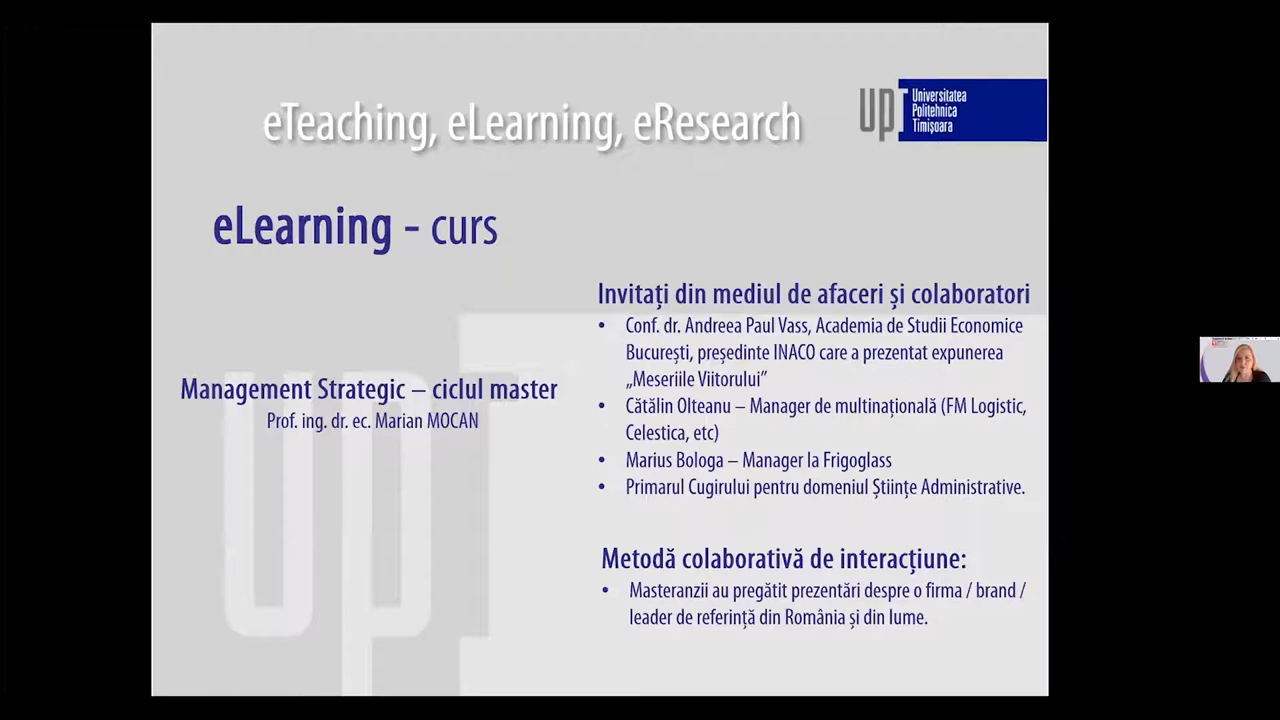 eTeaching, eLearning, eResearch
upt
Universitatea
Politehnica
Timișoara
eLearning - curs
Management Strategic – ciclul master
Prof. ing. dr. ec. Marian MOCAN
Invitați din mediul de afaceri și colaboratori
• Conf. dr. Andreea Paul Vass, Academia de Studii Economice
București, președinte INACO care a prezentat expunerea
„Meseriile Viitorului”
• Cătălin Olteanu – Manager de multinațională (FM Logistic,
Celestica, etc)
• Marius Bologa – Manager la Frigoglass
• Primarul Cugirului pentru domeniul Științe Administrative.
Metodă colaborativă de interacțiune:
• Masteranzii au pregătit prezentări despre o firma / brand /
leader de referință din România și din lume.